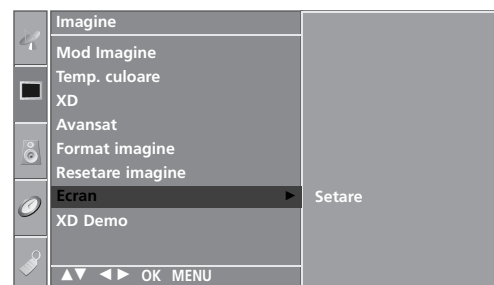 Imagine
Mod Imagine
Temp. culoare
XD
Avansat
Format imagine
Resetare imagine
Ecran ► Setare
XD Demo
▲▼ ◄► OK MENU